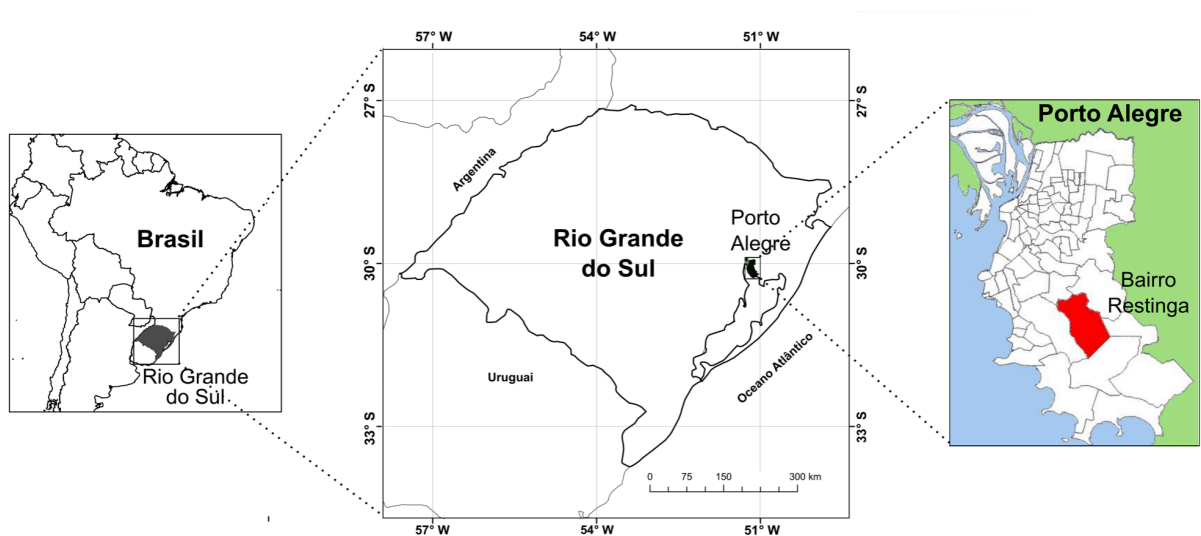 Brasil
Rio Grande
do Sul
57° W
54° W
51° W
27° S
27° S
Argentina
Porto
Alegre
Rio Grande
do Sul
30° S
30° S
Uruguai
Oceano Atlântico
33° S
33° S
0 75 150 300 km
57° W
54° W
51° W
Porto Alegre
Bairro
Restinga